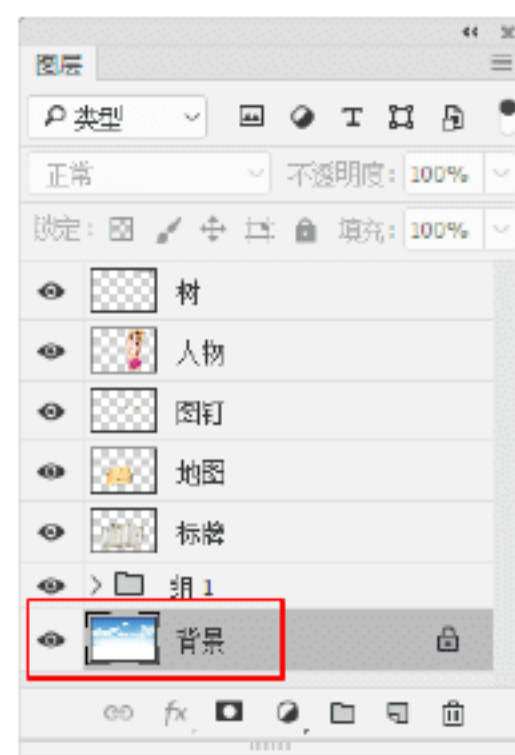 图层
类型
正常 不透明度: 100%
锁定: 填充: 100%
树
人物
图钉
地图
标牌
组 1
背景
fx